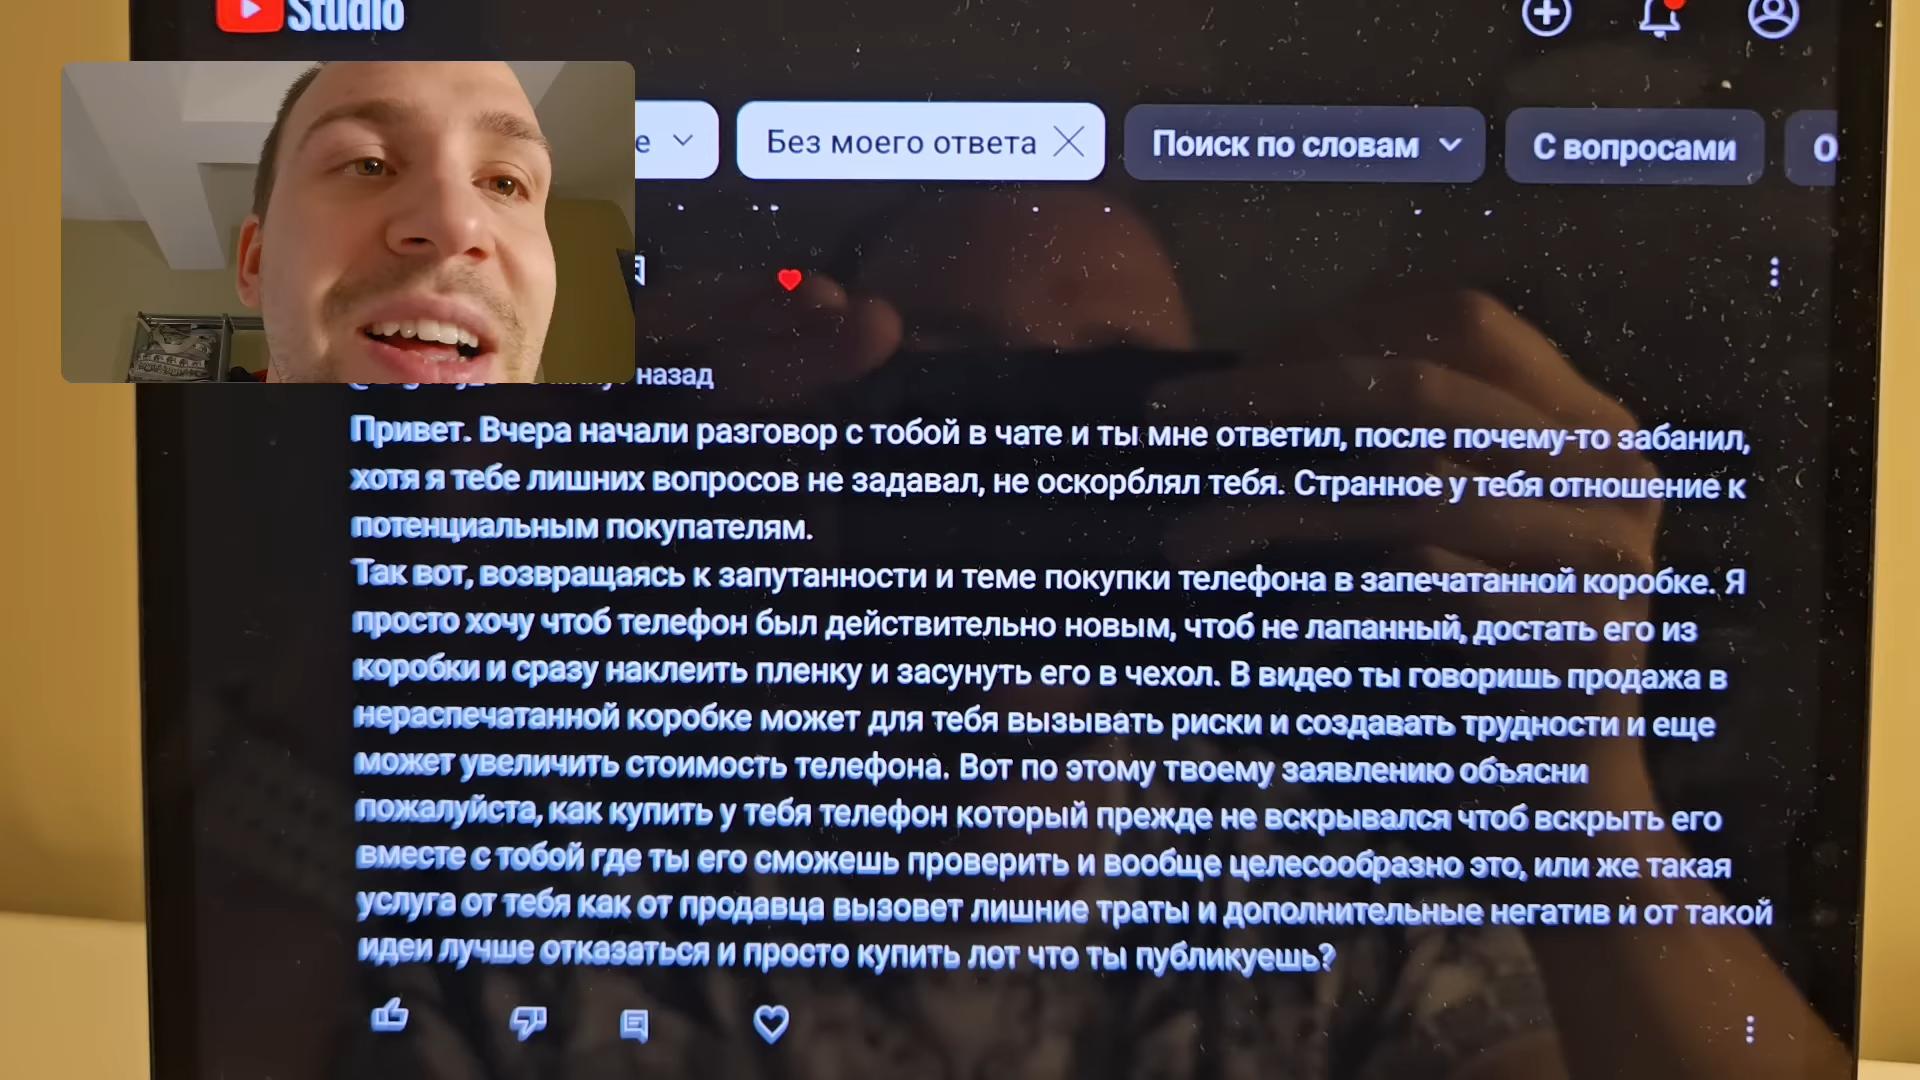 Studio
Без моего ответа
Поиск по словам
С вопросами
назад
Привет. Вчера начали разговор с тобой в чате и ты мне ответил, после почему-то забанил,
хотя я тебе лишних вопросов не задавал, не оскорблял тебя. Странное у тебя отношение к
потенциальным покупателям.
Так вот, возвращаясь к запутанности и теме покупки телефона в запечатанной коробке. Я
просто хочу чтоб телефон был действительно новым, чтоб не лапанный, достать его из
коробки и сразу наклеить пленку и засунуть его в чехол. В видео ты говоришь продажа в
нераспечатанной коробке может для тебя вызывать риски и создавать трудности и еще
может увеличить стоимость телефона. Вот по этому твоему заявлению объясни
пожалуйста, как купить у тебя телефон который прежде не вскрывался чтоб вскрыть его
вместе с тобой где ты его сможешь проверить и вообще целесообразно это, или же такая
услуга от тебя как от продавца вызовет лишние траты и дополнительные негатив и от такой
идеи лучше отказаться и просто купить лот что ты публикуешь?